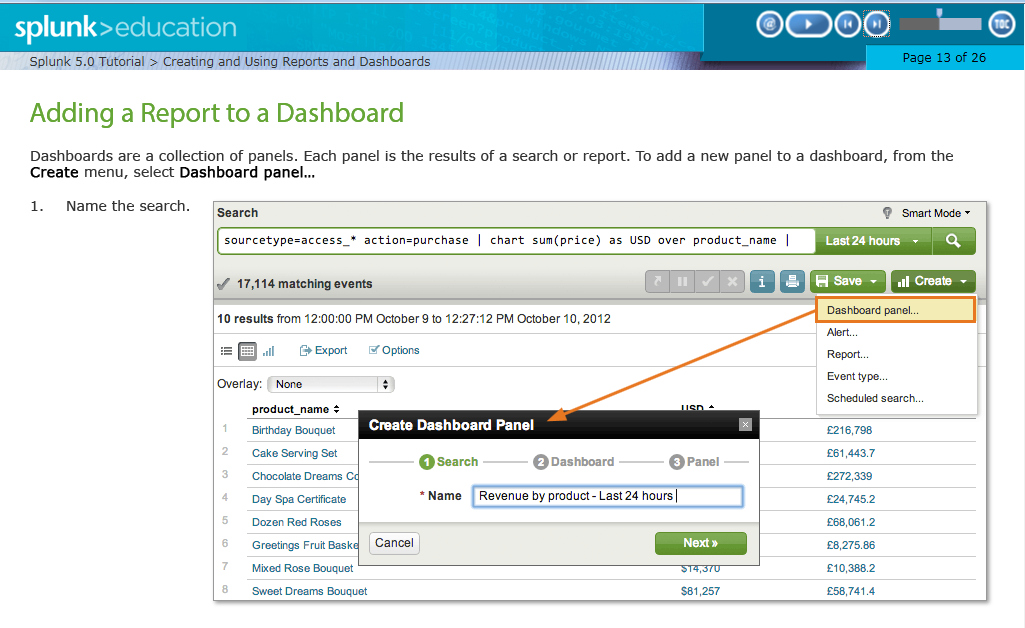 splunk>education
TOC
Splunk 5.0 Tutorial > Creating and Using Reports and Dashboards
Page 13 of 26
Adding a Report to a Dashboard
Dashboards are a collection of panels. Each panel is the results of a search or report. To add a new panel to a dashboard, from the
Create menu, select Dashboard panel...
1. Name the search.
Search
Smart Mode
sourcetype=access_* action=purchase | chart sum(price) as USD over product_name |
Last 24 hours
17,114 matching events
Save
Create
10 results from 12:00:00 PM October 9 to 12:27:12 PM October 10, 2012
Dashboard panel...
Alert...
Report...
Event type...
Scheduled search...
Export
Options
Overlay: None
product_name
USD
1 Birthday Bouquet £216,798
2 Cake Serving Set £61,443.7
3 Chocolate Dreams £272,339
4 Day Spa Certificate £24,745.2
5 Dozen Red Roses £68,061.2
6 Greetings Fruit Baske £8,275.86
7 Mixed Rose Bouquet $14,370 £10,388.2
8 Sweet Dreams Bouquet $81,257 £58,741.4
Create Dashboard Panel
1 Search 2 Dashboard 3 Panel
* Name Revenue by product - Last 24 hours
Cancel
Next »